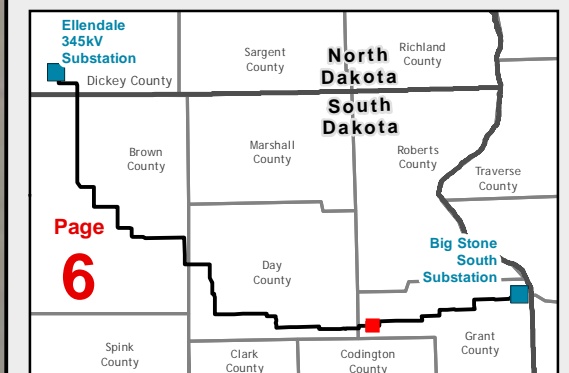 Ellendale
345kV
Substation
Dickey County
Sargent
County
North
Dakota
Richland
County
South
Dakota
Brown
County
Marshall
County
Roberts
County
Traverse
County
Page
6
Day
County
Big Stone
South
Substation
Spink
County
Clark
County
Codington
County
Grant
County